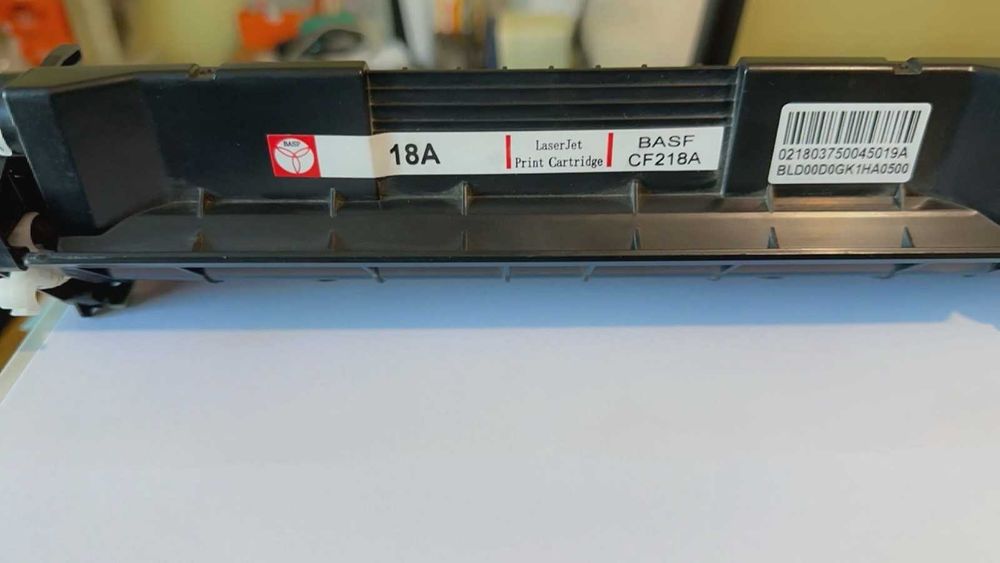 BASF
18A
LaserJet
Print Cartridge
BASF
CF218A
021803750045019A
BLD00D0GK1HA0500